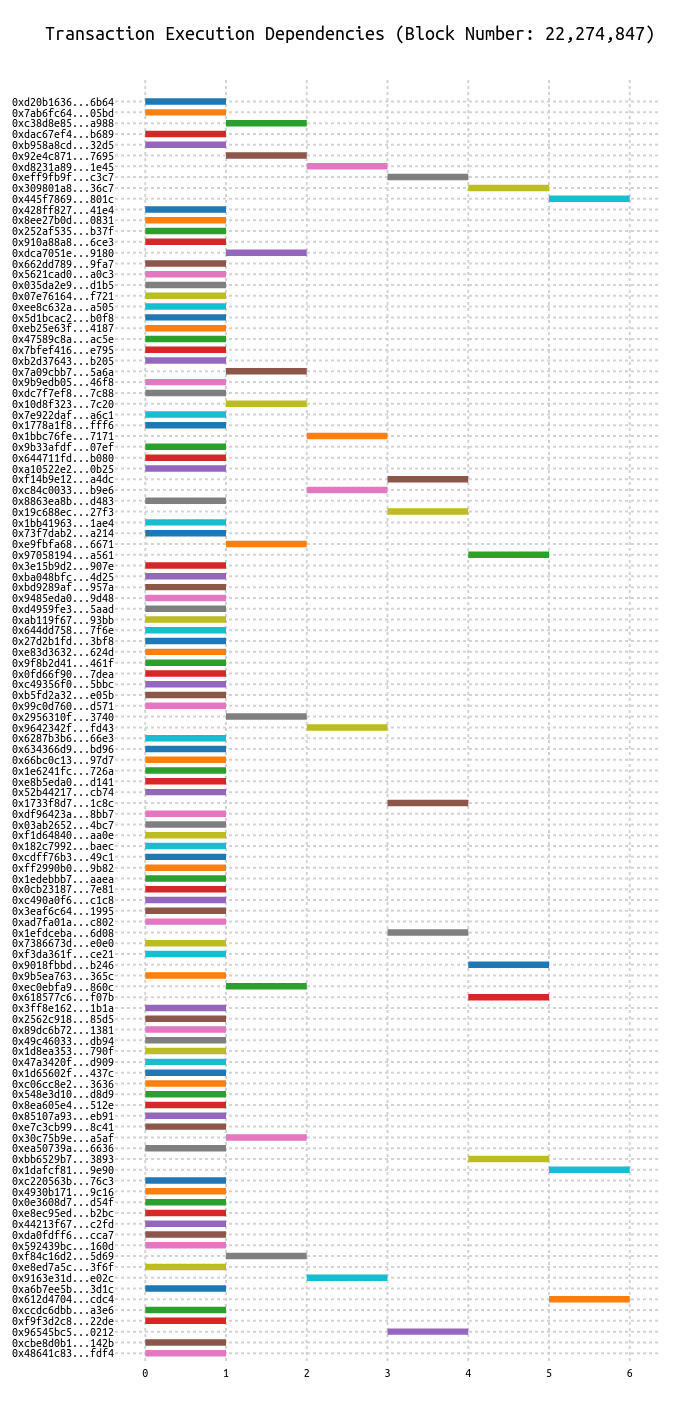 Transaction Execution Dependencies (Block Number: 22,274,847)
0xd20b1636...6b64
0x7ab6fc64...05bd
0xc38d8e85...a988
0xdac67ef4...b689
0xb958a8cd...32d5
0x92e4c871...7695
0xd8231a89...1e45
0xeff9fb9f...c3c7
0x309801a8...36c7
0x445f7869...801c
0x428ff827...41e4
0x8ee27b0d...0831
0x252af535...b37f
0x910a88a8...6ce3
0xdca7051e...9180
0x662dd789...9fa7
0x5621cad0...a0c3
0x035da2e9...d1b5
0x07e76164...f721
0xee8c632a...a505
0x5d1bcac2...b0f8
0xeb25e63f...4187
0x47589c8a...ac5e
0x7bfef416...e795
0xb2d37643...b205
0x7a09cbb7...5a6a
0x9b9edb05...46f8
0xdc7f7ef8...7c88
0x10d8f323...7c20
0x7e922daf...a6c1
0x1778a1f8...fff6
0x1bbc76fe...7171
0x9b33afdf...07ef
0x644711fd...b080
0xa10522e2...0b25
0xf14b9e12...a4dc
0xc84c0033...b9e6
0x8863ea8b...d483
0x19c688ec...27f3
0x1bb41963...1ae4
0x73f7dab2...a214
0xe9fbfa68...6671
0x97058194...a561
0x3e15b9d2...907e
0xba048bfc...4d25
0xbd9289af...957a
0x9485eda0...9d48
0xd4959fe3...5aad
0xab119f67...93bb
0x644dd758...7f6e
0x27d2b1fd...3bf8
0xe83d3632...624d
0x9f8b2d41...461f
0x0fd66f90...7dea
0xc49356f0...5bbc
0xb5fd2a32...e05b
0x99c0d760...d571
0x2956310f...3740
0x9642342f...fd43
0x6287b3b6...66e3
0x634366d9...bd96
0x66bc0c13...97d7
0x1e6241fc...726a
0xe8b5eda0...d141
0x52b44217...cb74
0x1733f8d7...1c8c
0xdf96423a...8bb7
0x03ab2652...4bc7
0xf1d64840...aa0e
0x182c7992...baec
0xcdff76b3...49c1
0xff2990b0...9b82
0x1edebbb7...aaea
0x0cb23187...7e81
0xc490a0f6...c1c8
0x3eaf6c64...1995
0xad7fa01a...c802
0x1efdceba...6d08
0x7386673d...e0e0
0xf3da361f...ce21
0x9018fbbd...b246
0x9b5ea763...365c
0xec0ebfa9...860c
0x618577c6...f07b
0x3ff8e162...1b1a
0x2562c918...85d5
0x89dc6b72...1381
0x49c46033...db94
0x1d8ea353...790f
0x47a3420f...d909
0x1d65602f...437c
0xc06cc8e2...3636
0x548e3d10...d8d9
0x8ea605e4...512e
0x85107a93...eb91
0xe7c3cb99...8c41
0x30c75b9e...a5af
0xea50739a...6636
0xbb6529b7...3893
0x1dafcf81...9e90
0xc220563b...76c3
0x4930b171...9c16
0x0e3608d7...d54f
0xe8ec95ed...b2bc
0x44213f67...c2fd
0xda0fdff6...cca7
0x592439bc...160d
0xf84c16d2...5d69
0xe8ed7a5c...3f6f
0x9163e31d...e02c
0xa6b7ee5b...3d1c
0x612d4704...cdc4
0xccdc6dbb...a3e6
0xf9f3d2c8...22de
0x96545bc5...0212
0xcbe8d0b1...142b
0x48641c83...fdf4
0 1 2 3 4 5 6